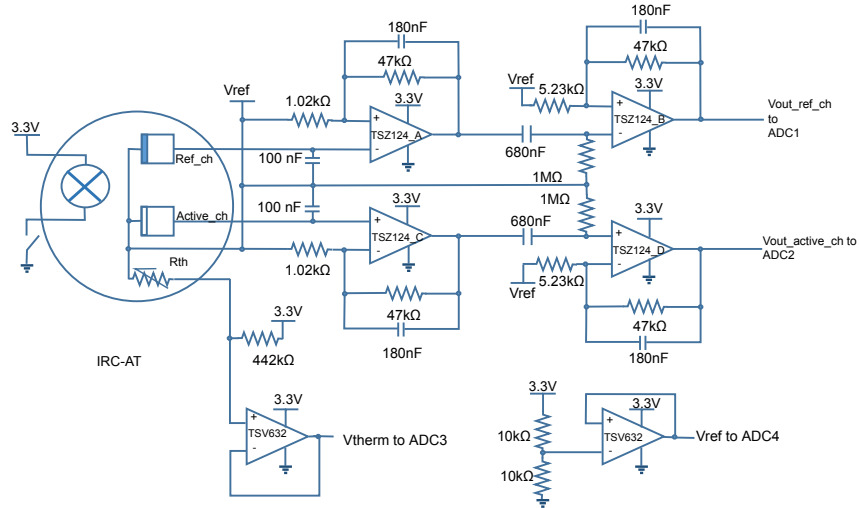 180nF
180nF
47kΩ
47kΩ
Vref
Vref
5.23kΩ
1.02kΩ
3.3V
3.3V
3.3V
+
-
TSZ124_A
+
-
TSZ124_B
Vout_ref_ch
to
ADC1
Ref_ch
100 nF
680nF
1MΩ
1MΩ
100 nF
Active_ch
3.3V
680nF
3.3V
+
-
TSZ124_C
+
-
TSZ124_D
Vout_active_ch to
ADC2
1.02kΩ
Rth
Vref
5.23kΩ
47kΩ
47kΩ
180nF
180nF
3.3V
442kΩ
IRC-AT
3.3V
3.3V
3.3V
+
-
TSV632
Vtherm to ADC3
10kΩ
10kΩ
+
-
TSV632
Vref to ADC4